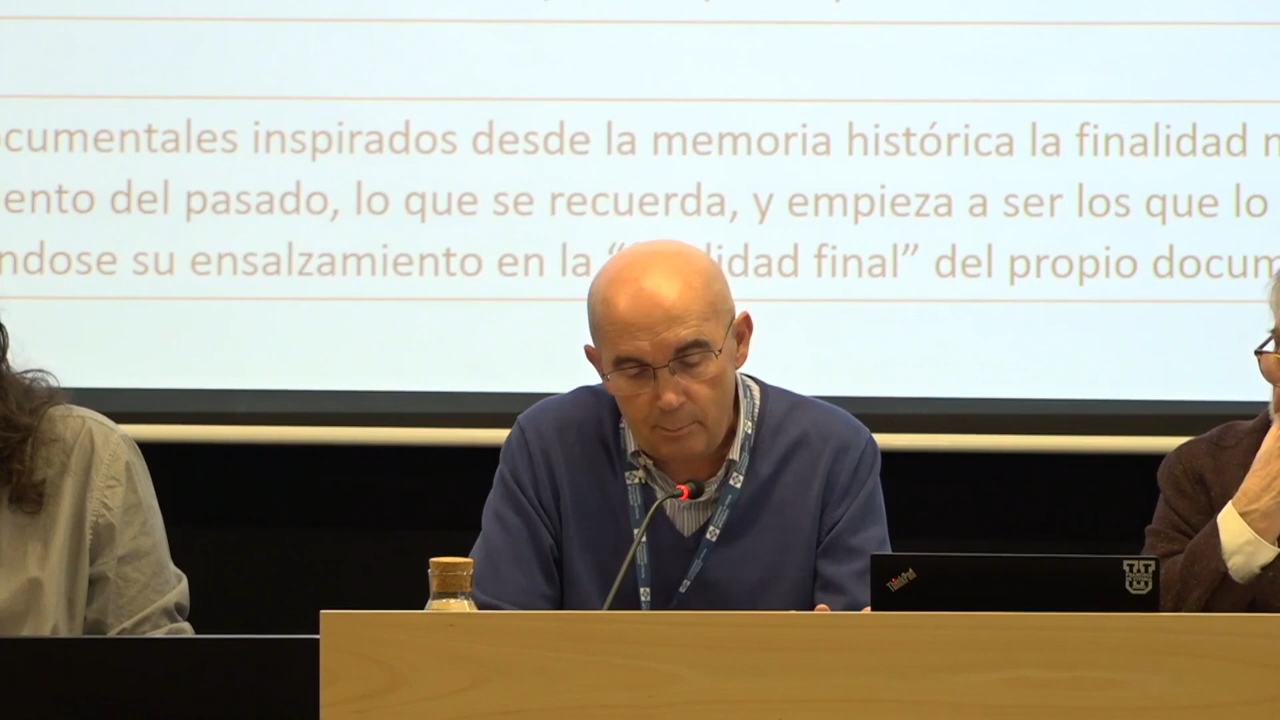 documentales inspirados desde la memoria histórica la finalidad
ento del pasado, lo que se recuerda, y empieza a ser los que lo
ndose su ensalzamiento en la “ lidad final” del propio docum
ThinkPad
U